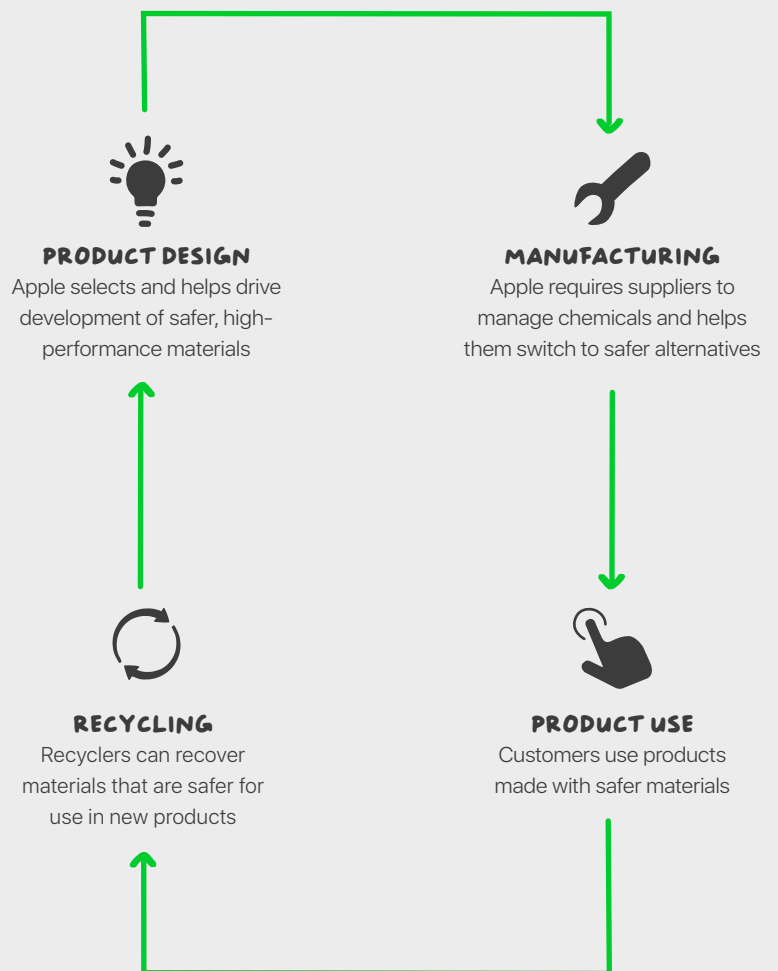 PRODUCT DESIGN
Apple selects and helps drive
development of safer, high-
performance materials
MANUFACTURING
Apple requires suppliers to
manage chemicals and helps
them switch to safer alternatives
RECYCLING
Recyclers can recover
materials that are safer for
use in new products
PRODUCT USE
Customers use products
made with safer materials